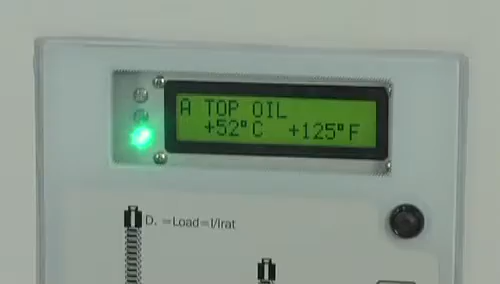 A TOP OIL
+52°C +125°F
D. =Load=I/Irat